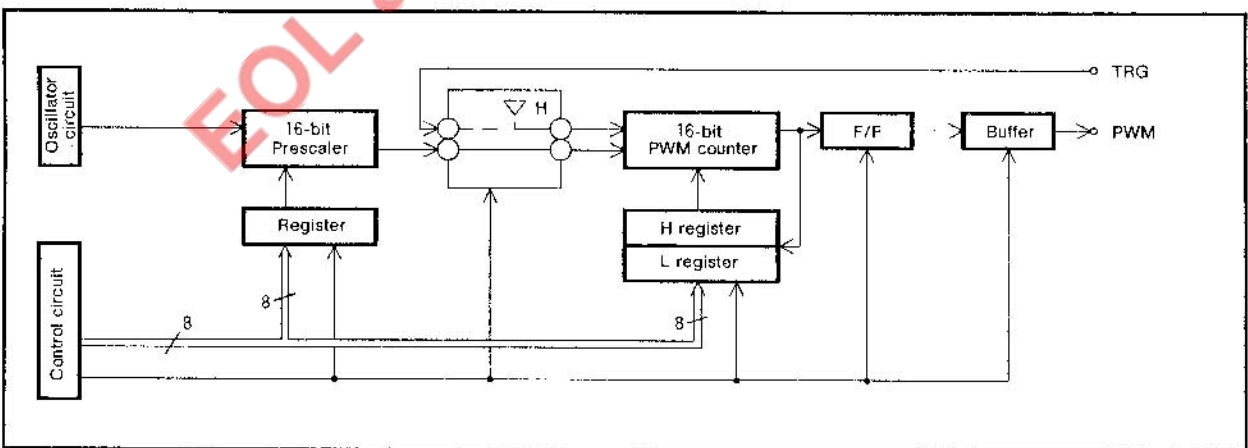 EOL
TRG
Oscillator
circuit
16-bit
Prescaler
H
16-bit
PWM counter
F/F
Buffer
PWM
Register
H register
L register
Control circuit
8
8
8